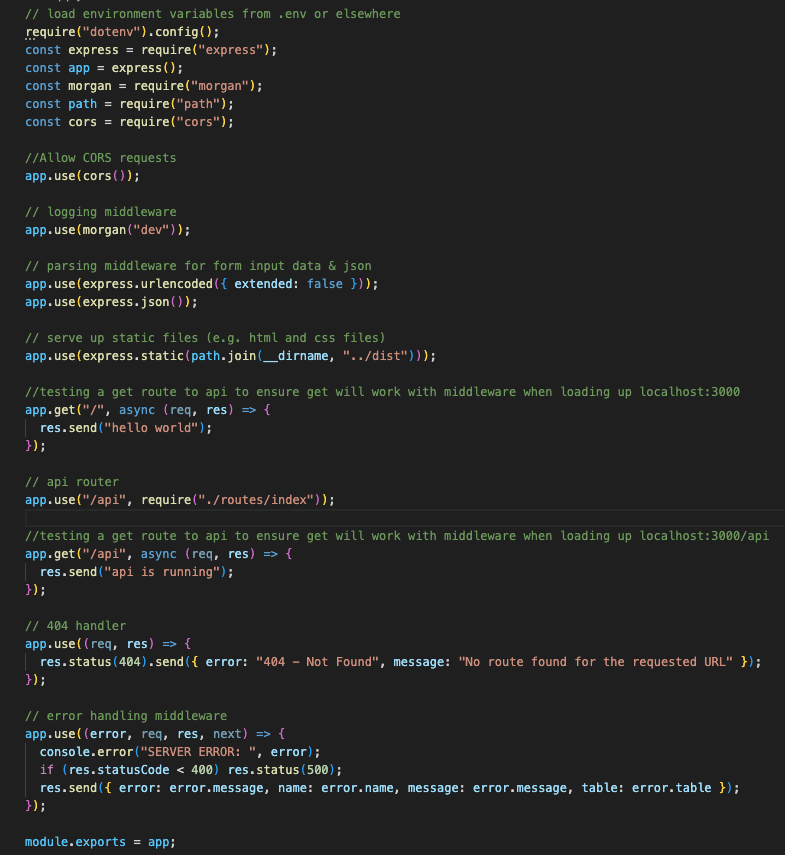 // load environment variables from .env or elsewhere
require("dotenv").config();
const express = require("express");
const app = express();
const morgan = require("morgan");
const path = require("path");
const cors = require("cors");
//Allow CORS requests
app.use(cors());
// logging middleware
app.use(morgan("dev"));
// parsing middleware for form input data & json
app.use(express.urlencoded({ extended: false }));
app.use(express.json());
// serve up static files (e.g. html and css files)
app.use(express.static(path.join(__dirname, "../dist")));
//testing a get route to api to ensure get will work with middleware when loading up localhost:3000
app.get("/", async (req, res) => {
  res.send("hello world");
});
// api router
app.use("/api", require("./routes/index"));
//testing a get route to api to ensure get will work with middleware when loading up localhost:3000/api
app.get("/api", async (req, res) => {
  res.send("api is running");
});
// 404 handler
app.use((req, res) => {
  res.status(404).send({ error: "404 - Not Found", message: "No route found for the requested URL" });
});
// error handling middleware
app.use((error, req, res, next) => {
  console.error("SERVER ERROR: ", error);
  if (res.statusCode < 400) res.status(500);
  res.send({ error: error.message, name: error.name, message: error.message, table: error.table });
});
module.exports = app;